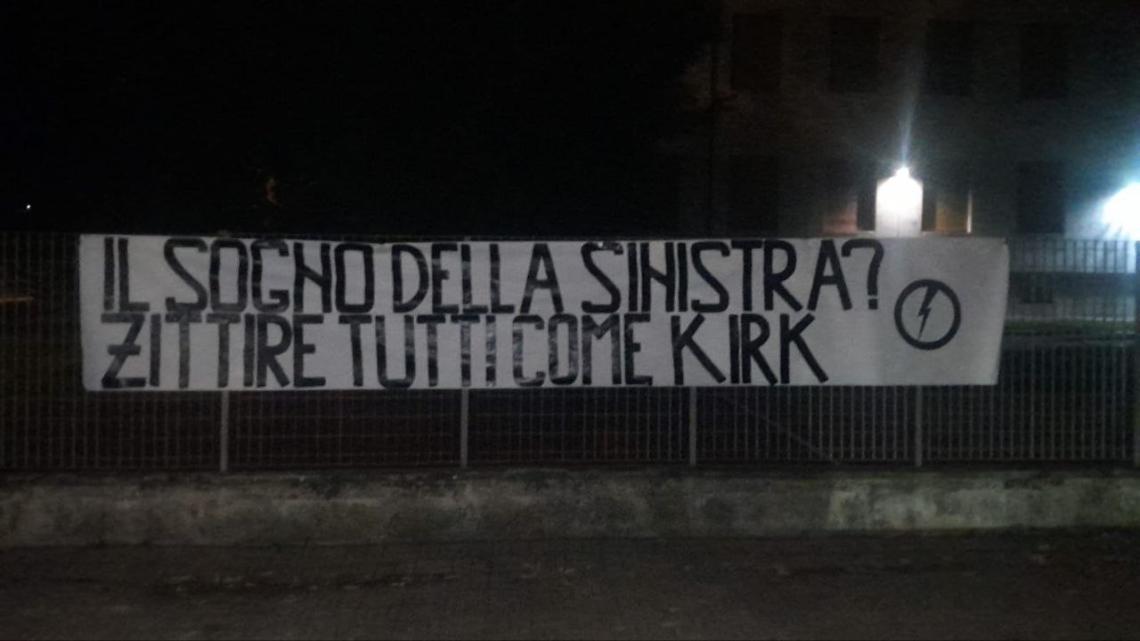 IL SOGNO DELLA SINISTRA?
ZITTIRE TUTTI COME KIRK